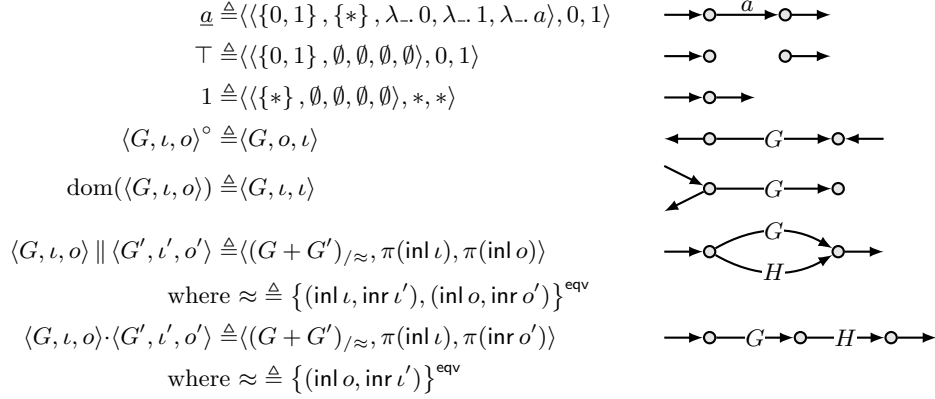 a ≜⟨⟨{0, 1} , {∗} , λ_. 0, λ_. 1, λ_. a⟩, 0, 1⟩ a
⊤ ≜⟨⟨{0, 1} , ∅, ∅, ∅, ∅⟩, 0, 1⟩
1 ≜⟨⟨{∗} , ∅, ∅, ∅, ∅⟩, ∗, ∗⟩
⟨G, ι, o⟩° ≜⟨G, o, ι⟩ G
dom(⟨G, ι, o⟩) ≜⟨G, ι, ι⟩ G
⟨G, ι, o⟩ ∥ ⟨G′, ι′, o′⟩ ≜⟨(G + G′)/≈, π(inl ι), π(inl o)⟩ G H
where ≈ ≜ {(inl ι, inr ι′), (inl o, inr o′)}eqv
⟨G, ι, o⟩·⟨G′, ι′, o′⟩ ≜⟨(G + G′)/≈, π(inl ι), π(inr o′)⟩ G H
where ≈ ≜ {(inl o, inr ι′)}eqv